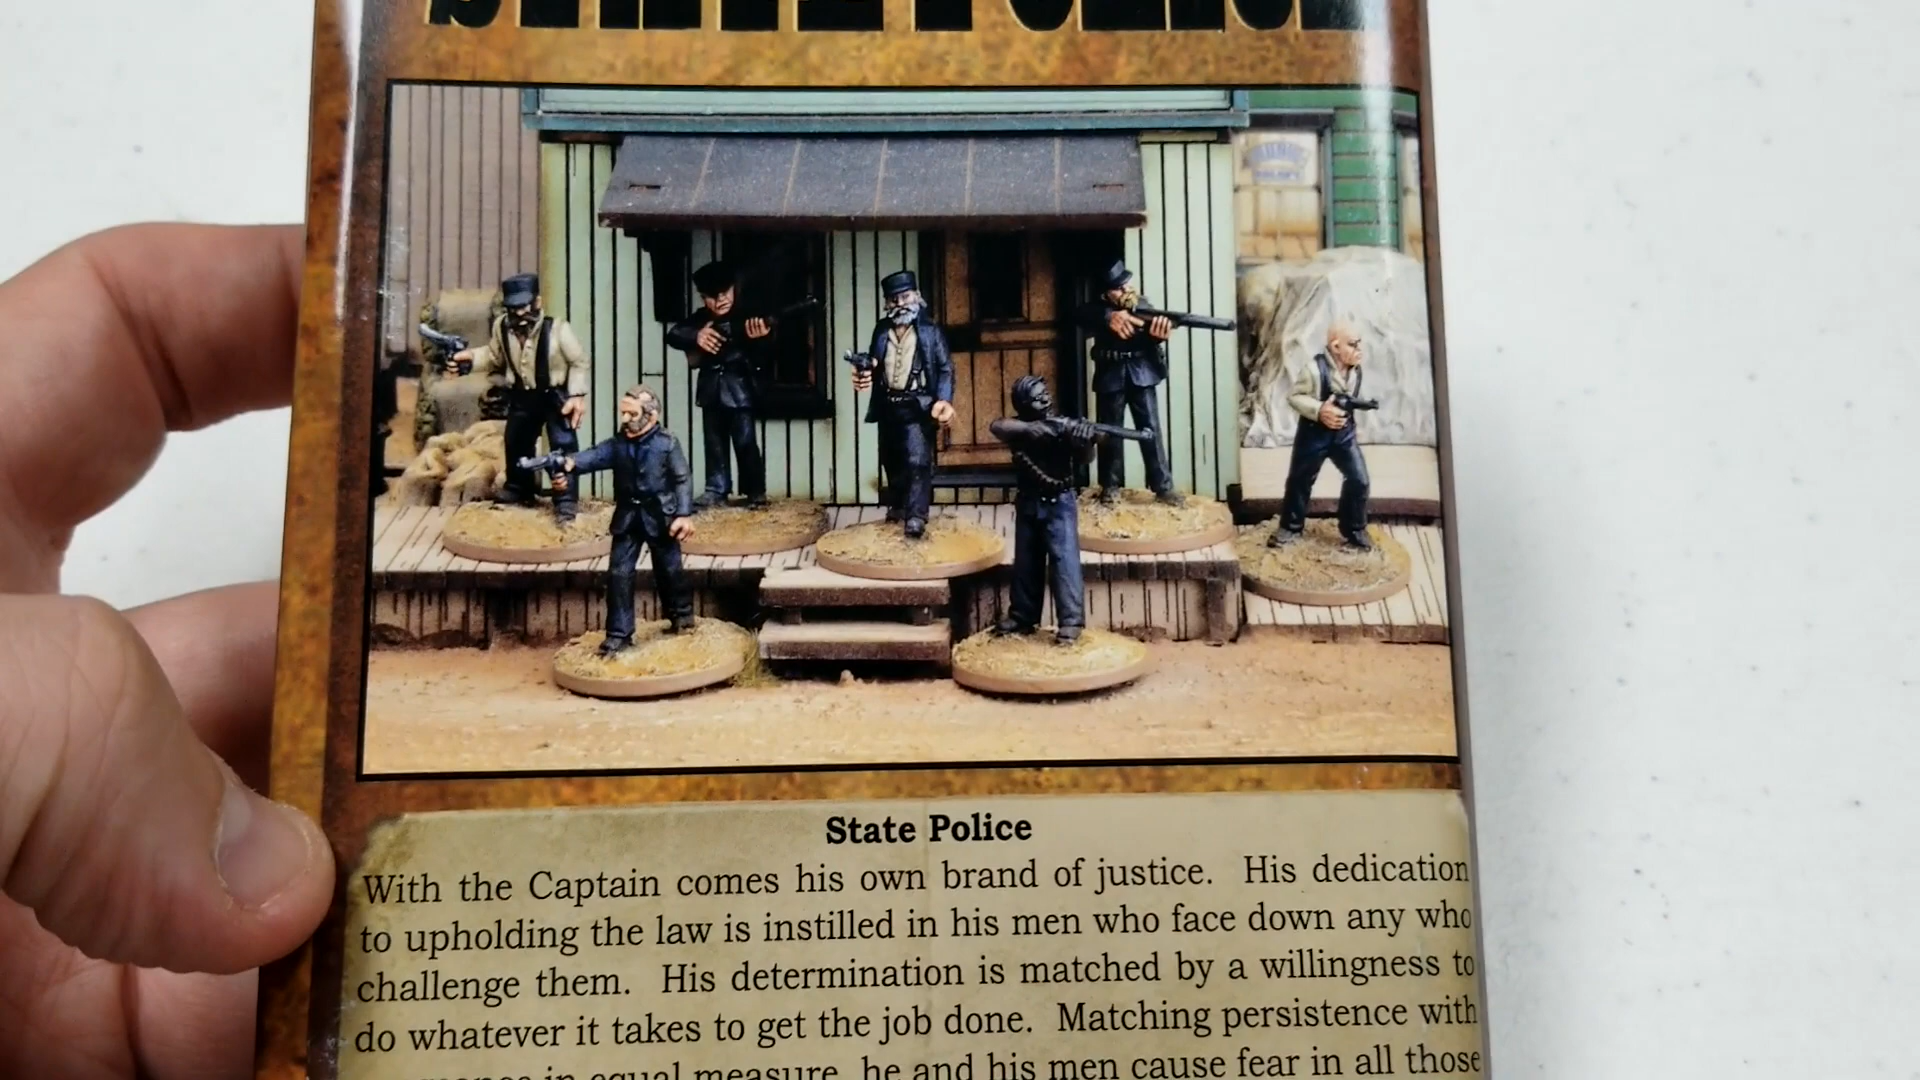 State Police
With the Captain comes his own brand of justice. His dedication
to upholding the law is instilled in his men who face down any who
challenge them. His determination is matched by a willingness to
do whatever it takes to get the job done. Matching persistence with
in equal measure, he and his men cause fear in all those